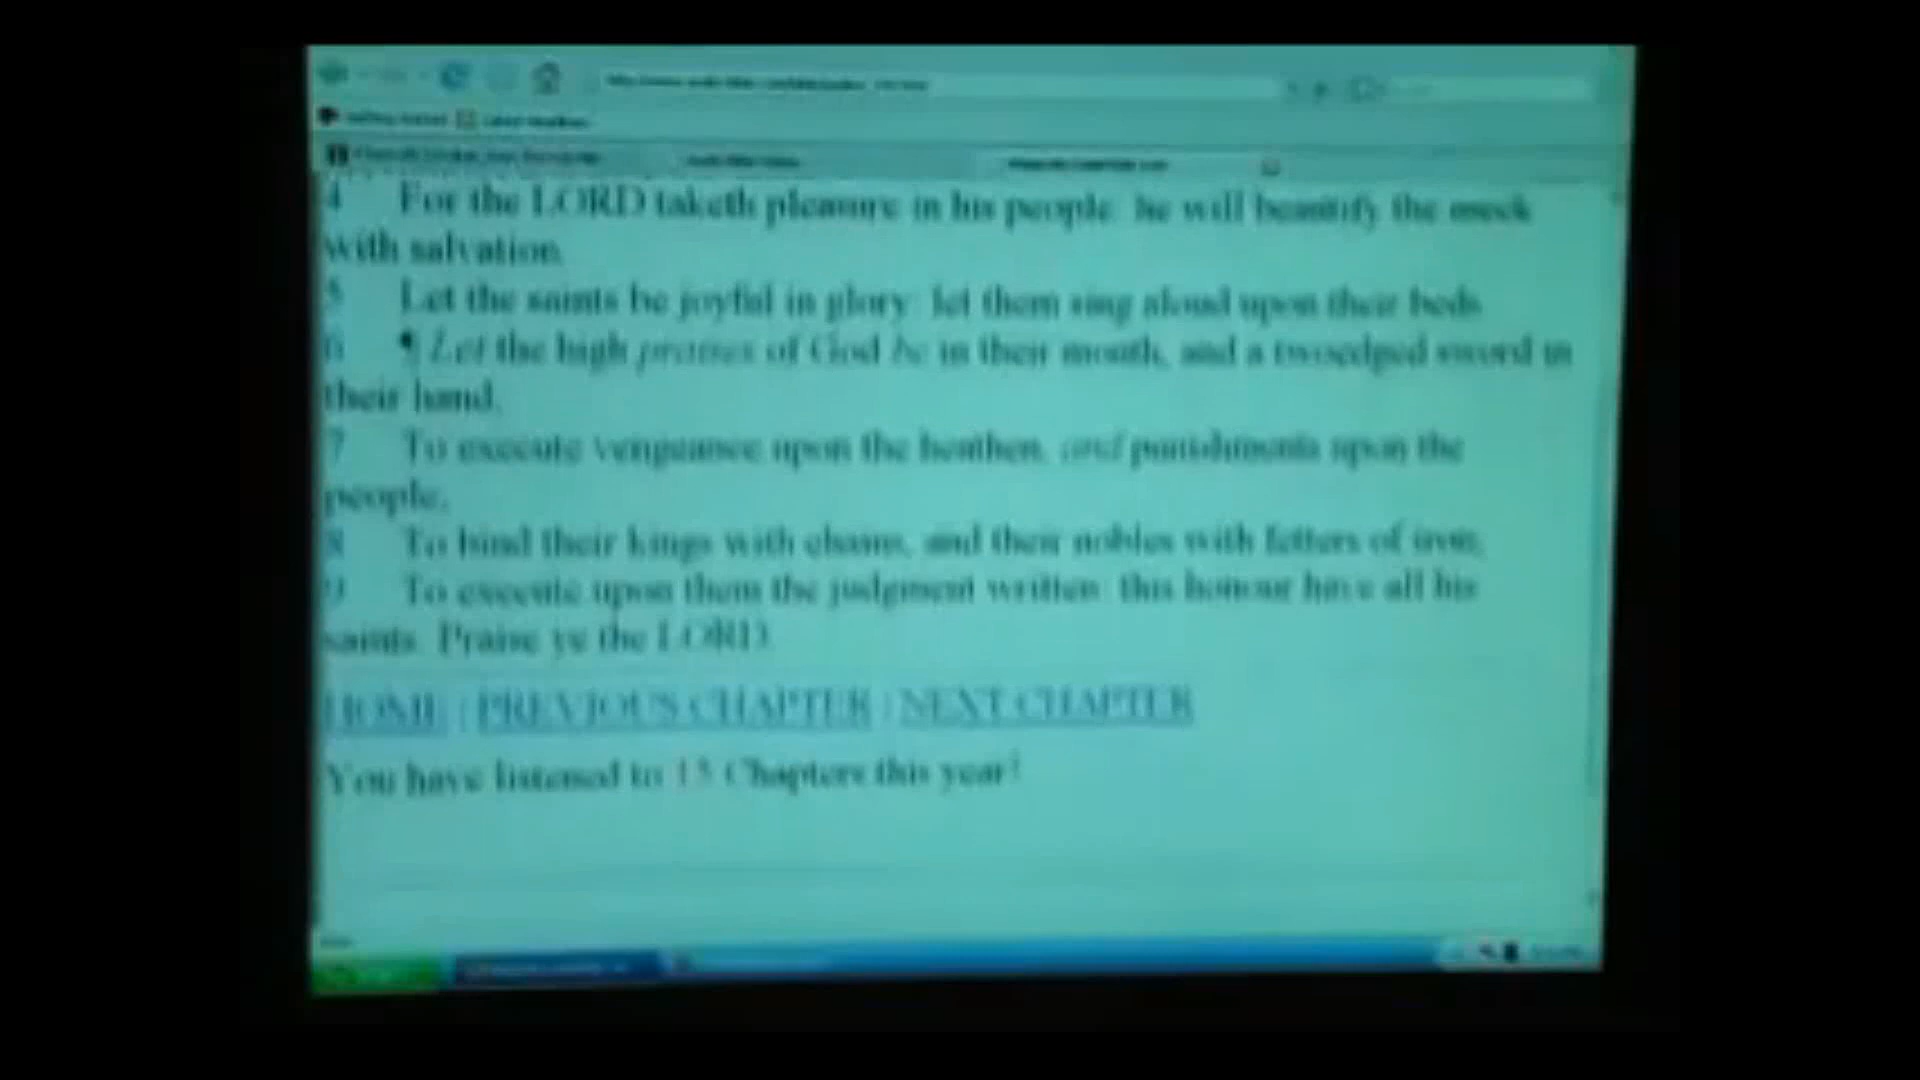 4 For the LORD taketh pleasure in his people: he will beautify the meek
with salvation.
5 Let the saints be joyful in glory: let them sing aloud upon their beds.
6 ¶ Let the high praises of God be in their mouth, and a twoedged sword in
their hand;
7 To execute vengeance upon the heathen, and punishments upon the
people;
8 To bind their kings with chains, and their nobles with fetters of iron;
9 To execute upon them the judgment written: this honour have all his
saints. Praise ye the LORD.
HOME | PREVIOUS CHAPTER | NEXT CHAPTER
You have listened to 15 Chapters this year!